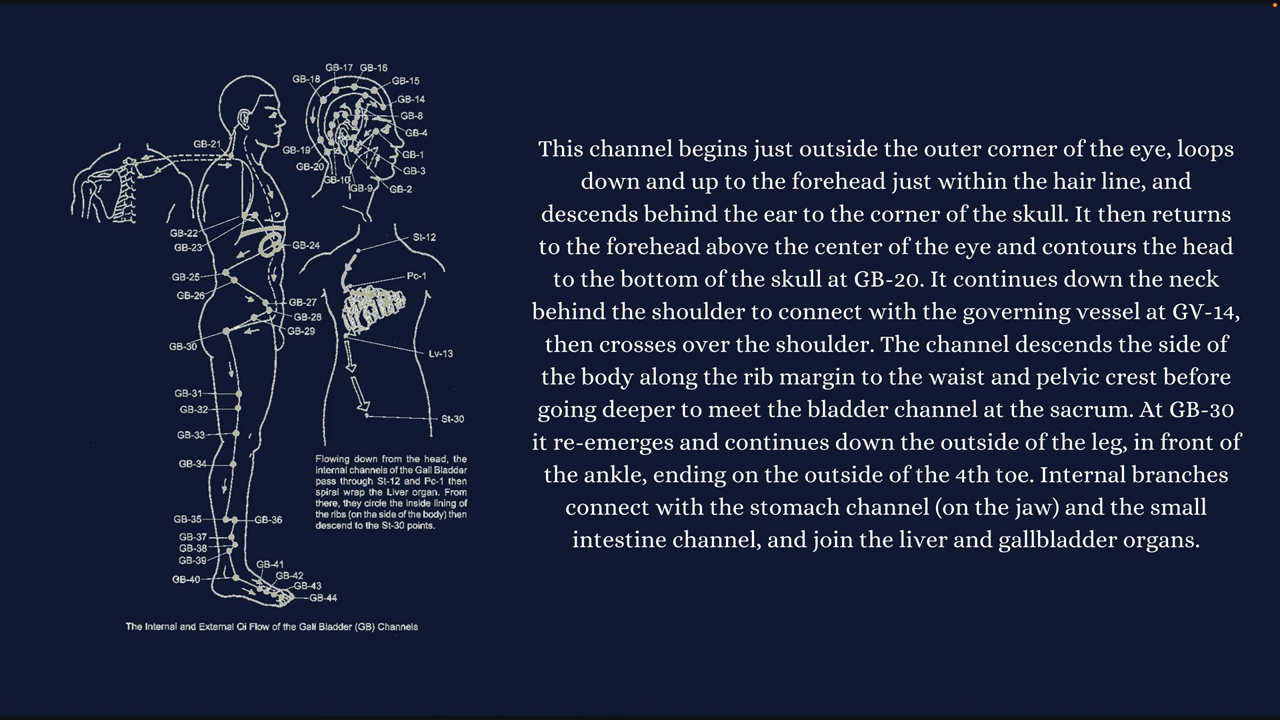 GB-17
GB-16
GB-18
GB-15
GB-14
GB-8
GB-4
GB-21
GB-19
GB-1
GB-20
GB-3
GB-10
GB-9
GB-2
GB-22
GB-23
GB-24
St-12
GB-25
Pc-1
GB-26
GB-27
GB-28
GB-29
GB-30
Lv-13
GB-31
GB-32
St-30
GB-33
GB-34
GB-35
GB-36
GB-37
GB-38
GB-39
GB-40
GB-41
GB-42
GB-43
GB-44
Flowing down from the head, the
internal channels of the Gall Bladder
pass through St-12 and Pc-1 then
spiral wrap the Liver organ. From
there, they circle the inside lining of
the ribs (on the side of the body) then
descend to the St-30 points.
The Internal and External Qi Flow of the Gall Bladder (GB) Channels
This channel begins just outside the outer corner of the eye, loops
down and up to the forehead just within the hair line, and
descends behind the ear to the corner of the skull. It then returns
to the forehead above the center of the eye and contours the head
to the bottom of the skull at GB-20. It continues down the neck
behind the shoulder to connect with the governing vessel at GV-14,
then crosses over the shoulder. The channel descends the side of
the body along the rib margin to the waist and pelvic crest before
going deeper to meet the bladder channel at the sacrum. At GB-30
it re-emerges and continues down the outside of the leg, in front of
the ankle, ending on the outside of the 4th toe. Internal branches
connect with the stomach channel (on the jaw) and the small
intestine channel, and join the liver and gallbladder organs.